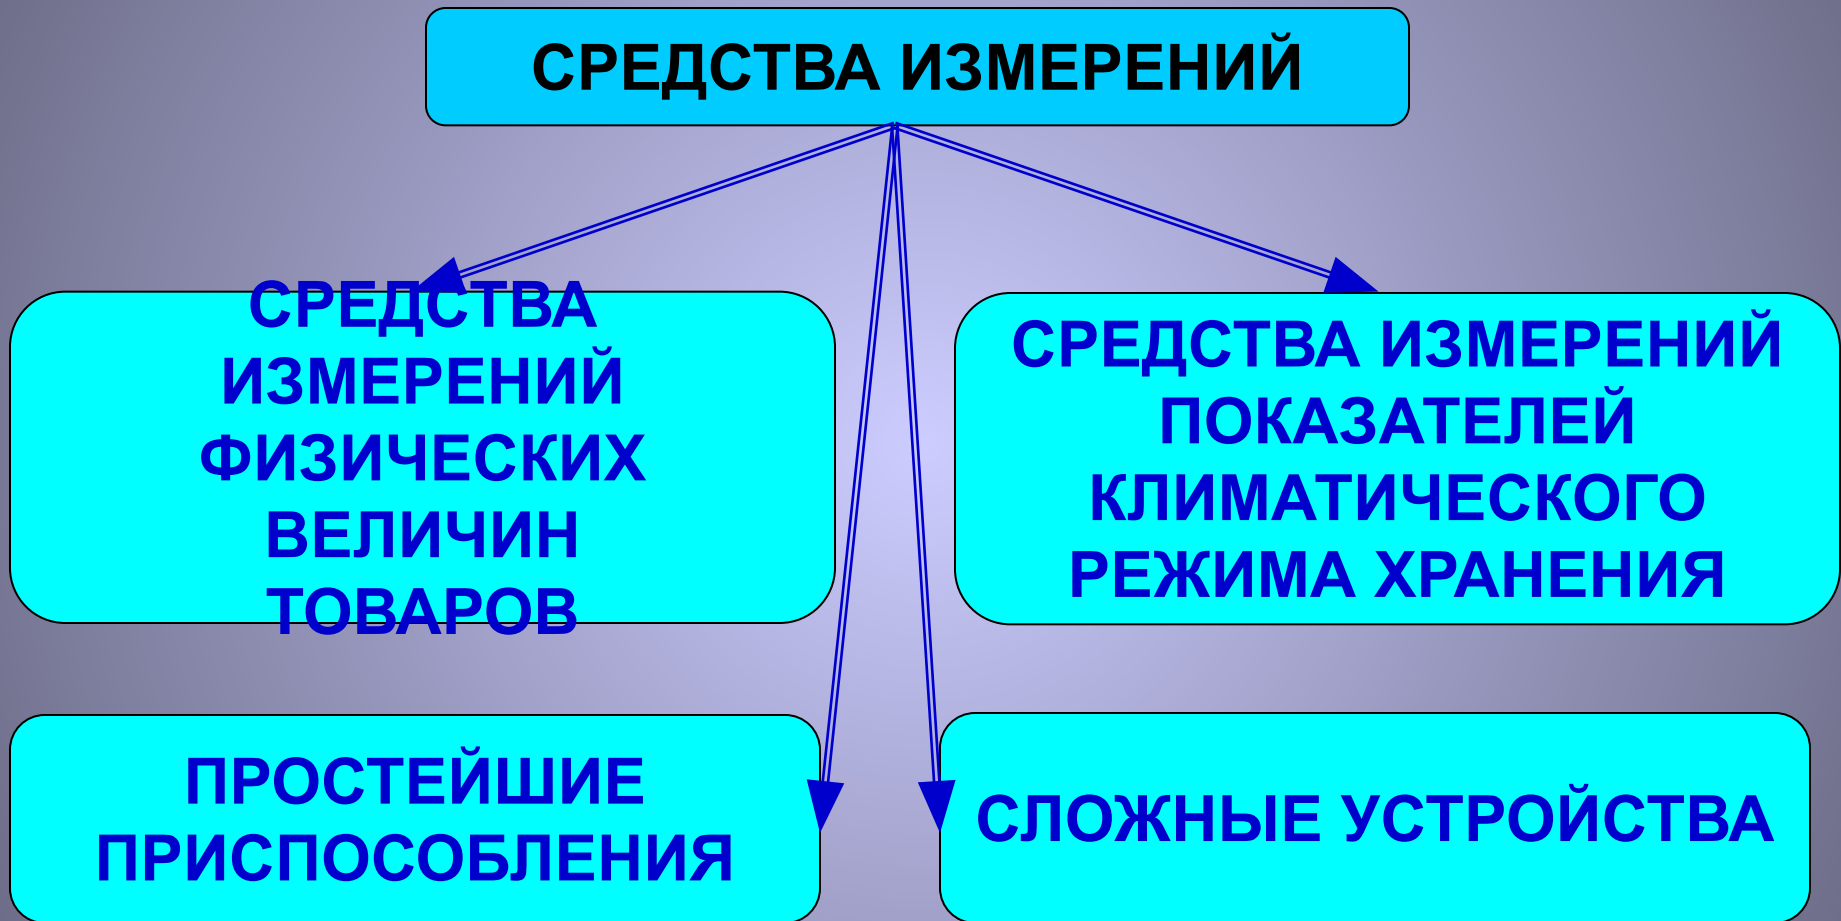 СРЕДСТВА ИЗМЕРЕНИЙ
СРЕДСТВА
ИЗМЕРЕНИЙ
ФИЗИЧЕСКИХ
ВЕЛИЧИН
ТОВАРОВ
СРЕДСТВА ИЗМЕРЕНИЙ
ПОКАЗАТЕЛЕЙ
КЛИМАТИЧЕСКОГО
РЕЖИМА ХРАНЕНИЯ
ПРОСТЕЙШИЕ
ПРИСПОСОБЛЕНИЯ
СЛОЖНЫЕ УСТРОЙСТВА